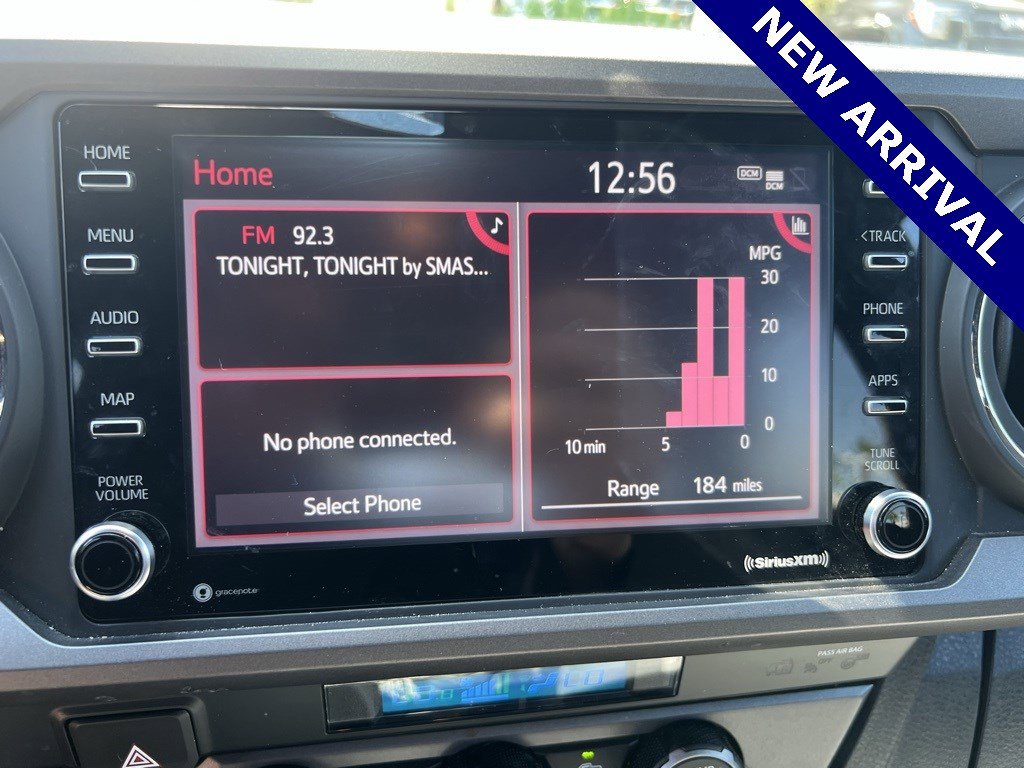 NEW ARRIVAL
HOME
MENU
AUDIO
MAP
POWER
VOLUME
Home
12:56
DCM
DCM
FM 92.3
TONIGHT, TONIGHT by SMAS...
No phone connected.
Select Phone
MPG
30
20
10
0
10 min 5 0
Range 184 miles
<TRACK
PHONE
APPS
TUNE
SCROLL
gracenote
SiriusXM
PASS AIR BAG
OFF